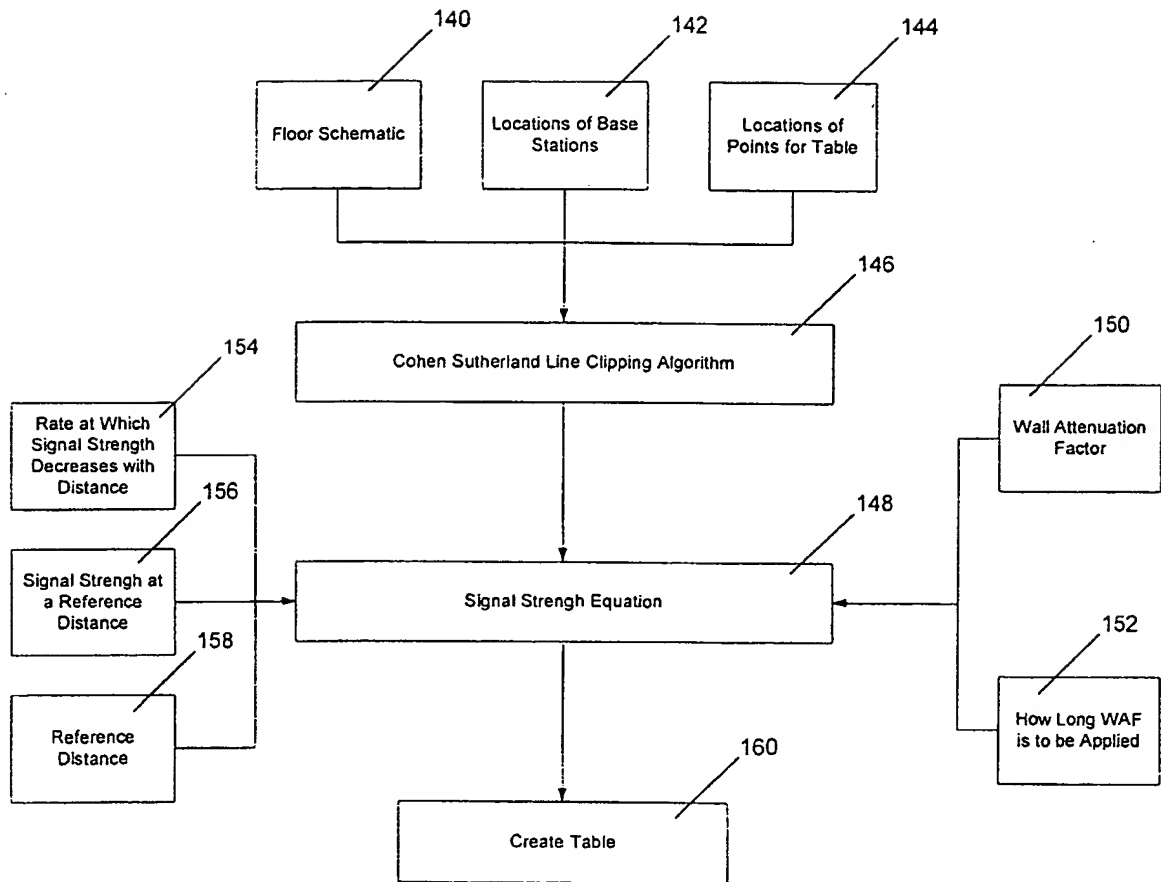 140
142
144
Floor Schematic
Locations of Base
Stations
Locations of
Points for Table
146
Cohen Sutherland Line Clipping Algorithm
150
Wall Attenuation
Factor
154
Rate at Which
Signal Strength
Decreases with
Distance
156
Signal Strengh at
a Reference
Distance
148
Signal Strengh Equation
158
Reference
Distance
152
How Long WAF
is to be Applied
160
Create Table